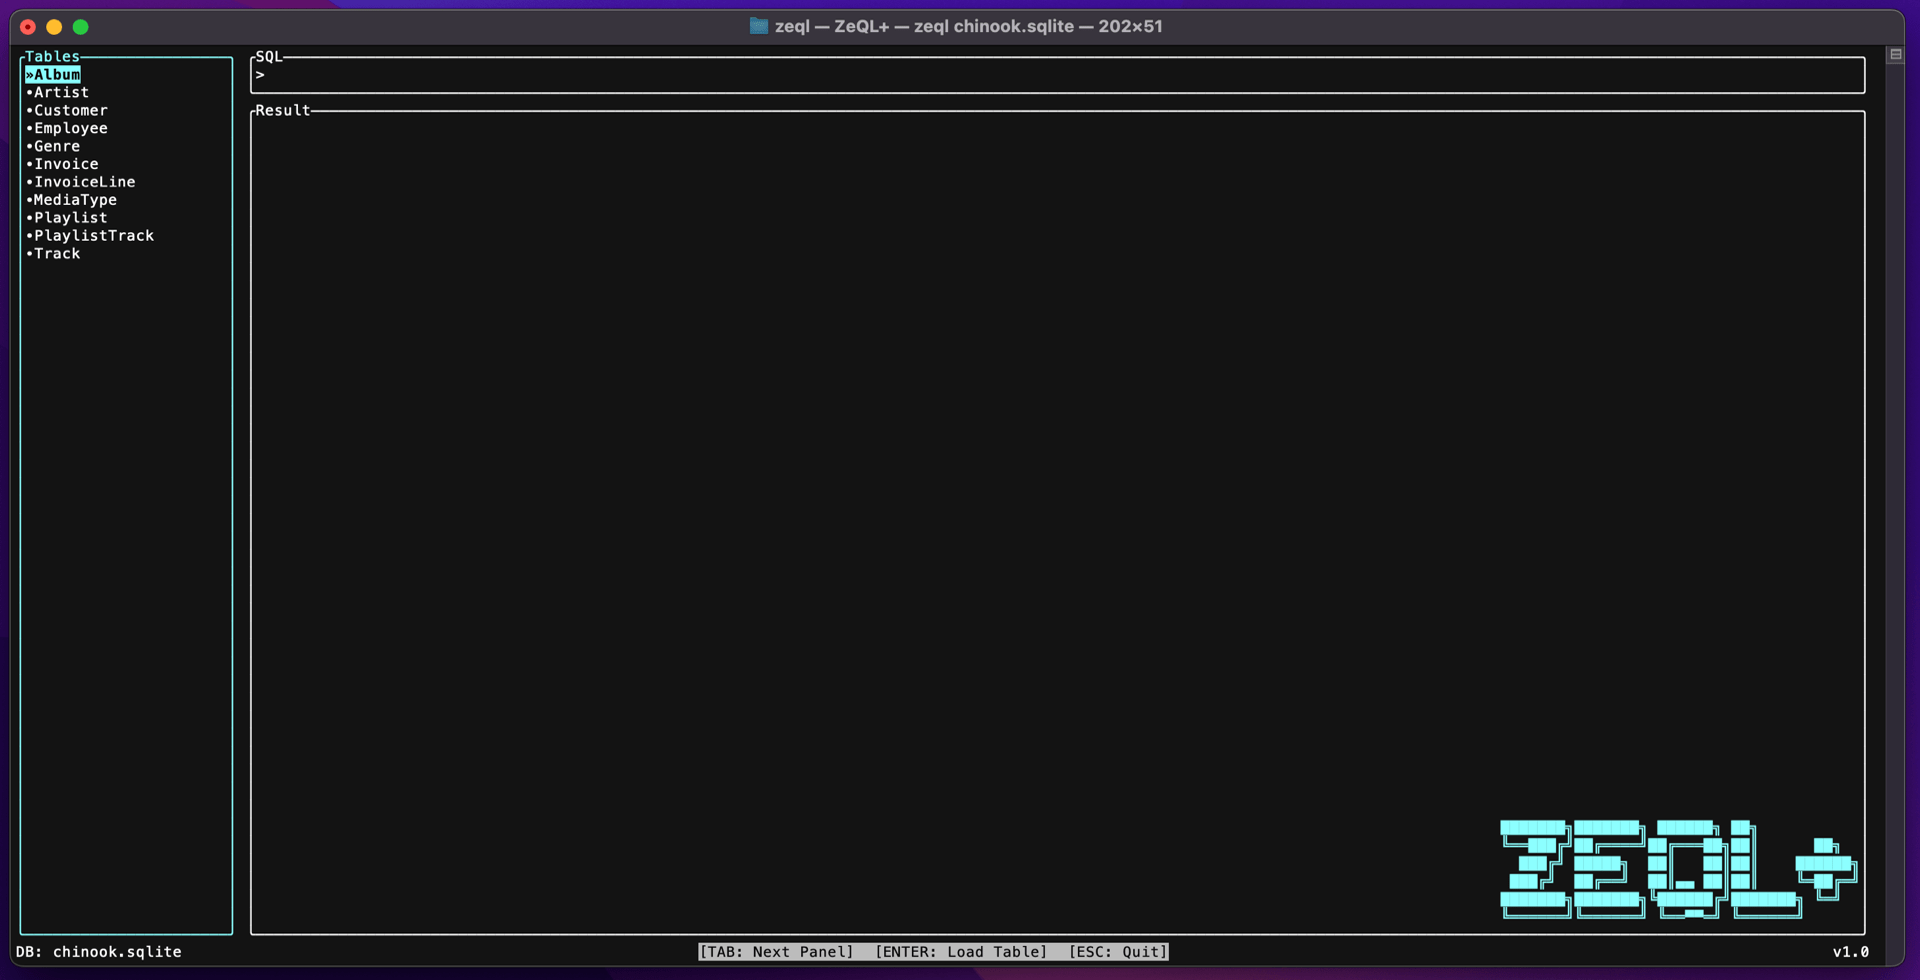 zeql — ZeQL+ — zeql chinook.sqlite — 202×51
Tables
»Album
•Artist
•Customer
•Employee
•Genre
•Invoice
•InvoiceLine
•MediaType
•Playlist
•PlaylistTrack
•Track
SQL
>
Result
ZEQL+
DB: chinook.sqlite
[TAB: Next Panel] [ENTER: Load Table] [ESC: Quit]
v1.0